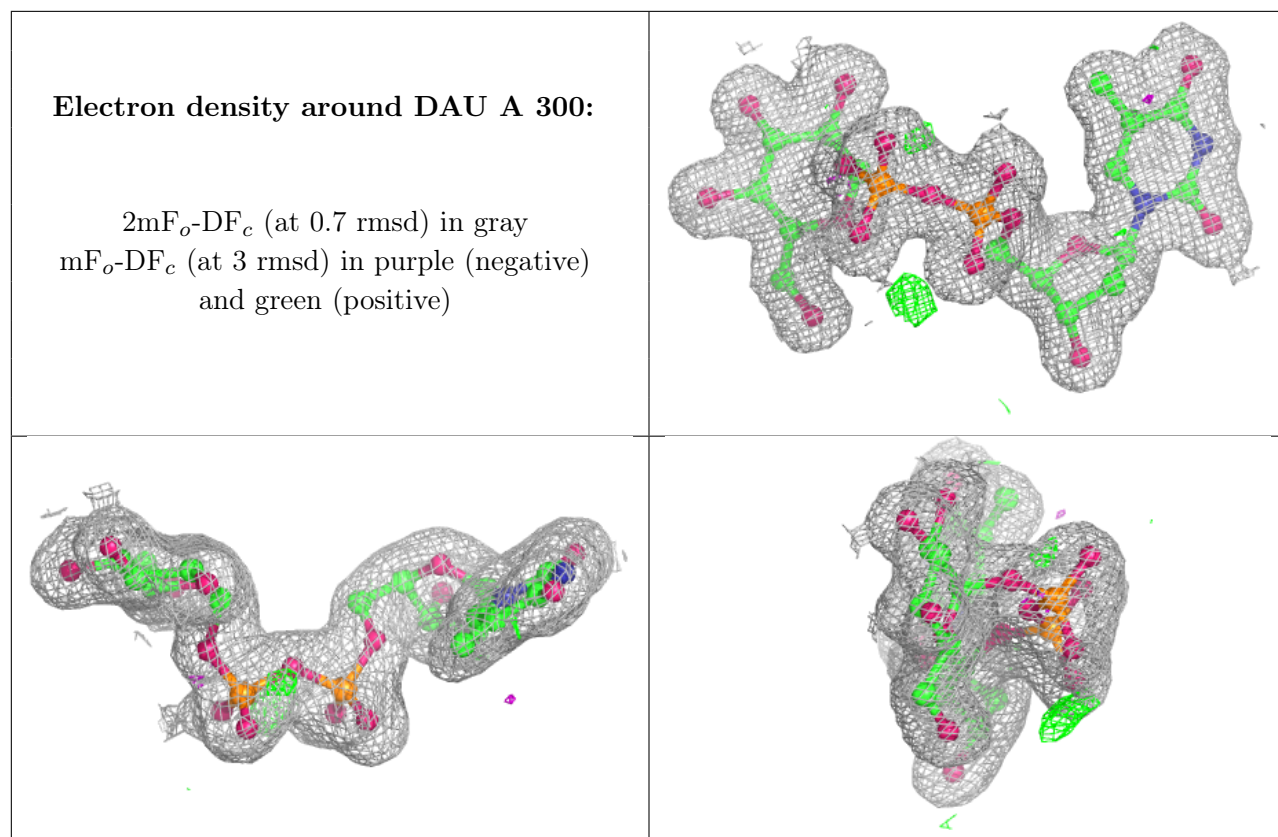 Electron density around DAU A 300:
2mFo-DFc (at 0.7 rmsd) in gray
mFo-DFc (at 3 rmsd) in purple (negative)
and green (positive)